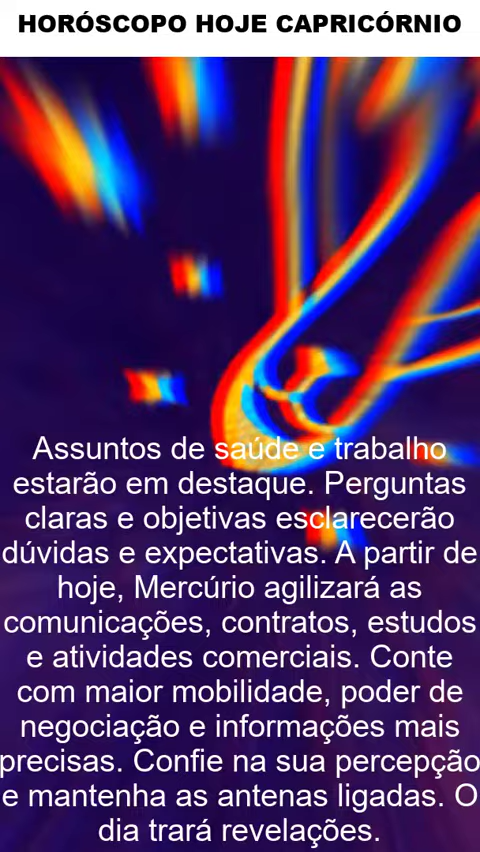 HORÓSCOPO HOJE CAPRICÓRNIO
Assuntos de saúde e trabalho
estarão em destaque. Perguntas
claras e objetivas esclarecerão
dúvidas e expectativas. A partir de
hoje, Mercúrio agilizará as
comunicações, contratos, estudos
e atividades comerciais. Conte
com maior mobilidade, poder de
negociação e informações mais
precisas. Confie na sua percepção
e mantenha as antenas ligadas. O
dia trará revelações.